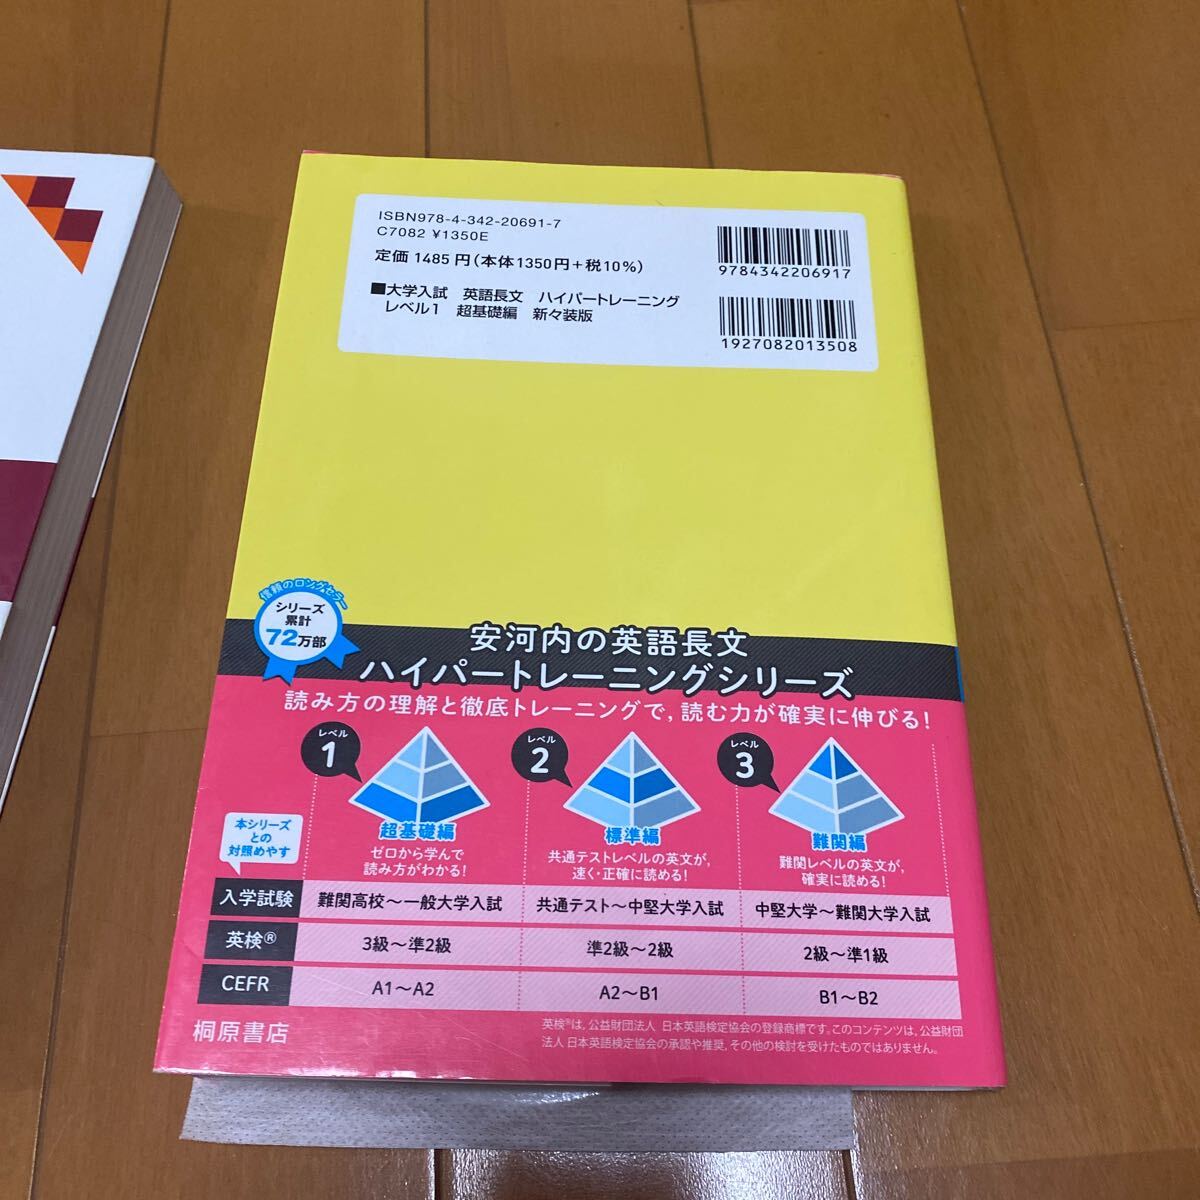 ISBN978-4-342-20691-7
C7082 ¥1350E
定価 1485円(本体1350円+税10%)
■大学入試 英語長文 ハイパートレーニング
レベル1 超基礎編 新々装版
9784342206917
1927082013508
信頼のロング&セラー
シリーズ
累計
72万部
安河内の英語長文
ハイパートレーニングシリーズ
読み方の理解と徹底トレーニングで,読む力が確実に伸びる!
レベル
1
超基礎編
ゼロから学んで
読み方がわかる!
レベル
2
標準編
共通テストレベルの英文が,
速く・正確に読める!
レベル
3
難関編
難関レベルの英文が,
確実に読める!
本シリーズ
との
対照めやす
入学試験 難関高校〜一般大学入試 共通テスト〜中堅大学入試 中堅大学〜難関大学入試
英検® 3級〜準2級 準2級〜2級 2級〜準1級
CEFR A1〜A2 A2〜B1 B1〜B2
桐原書店
英検®は,公益財団法人 日本英語検定協会の登録商標です。このコンテンツは,公益財団
法人 日本英語検定協会の承認や推奨,その他の検討を受けたものではありません。